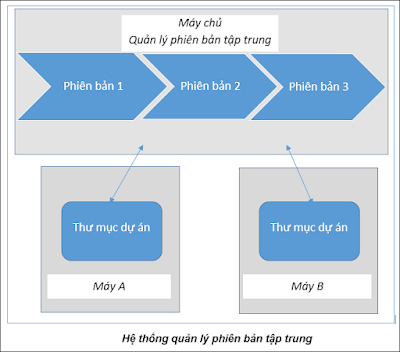 Máy chủ
Quản lý phiên bản tập trung
Phiên bản 1
Phiên bản 2
Phiên bản 3
Thư mục dự án
Thư mục dự án
Máy A
Máy B
Hệ thống quản lý phiên bản tập trung